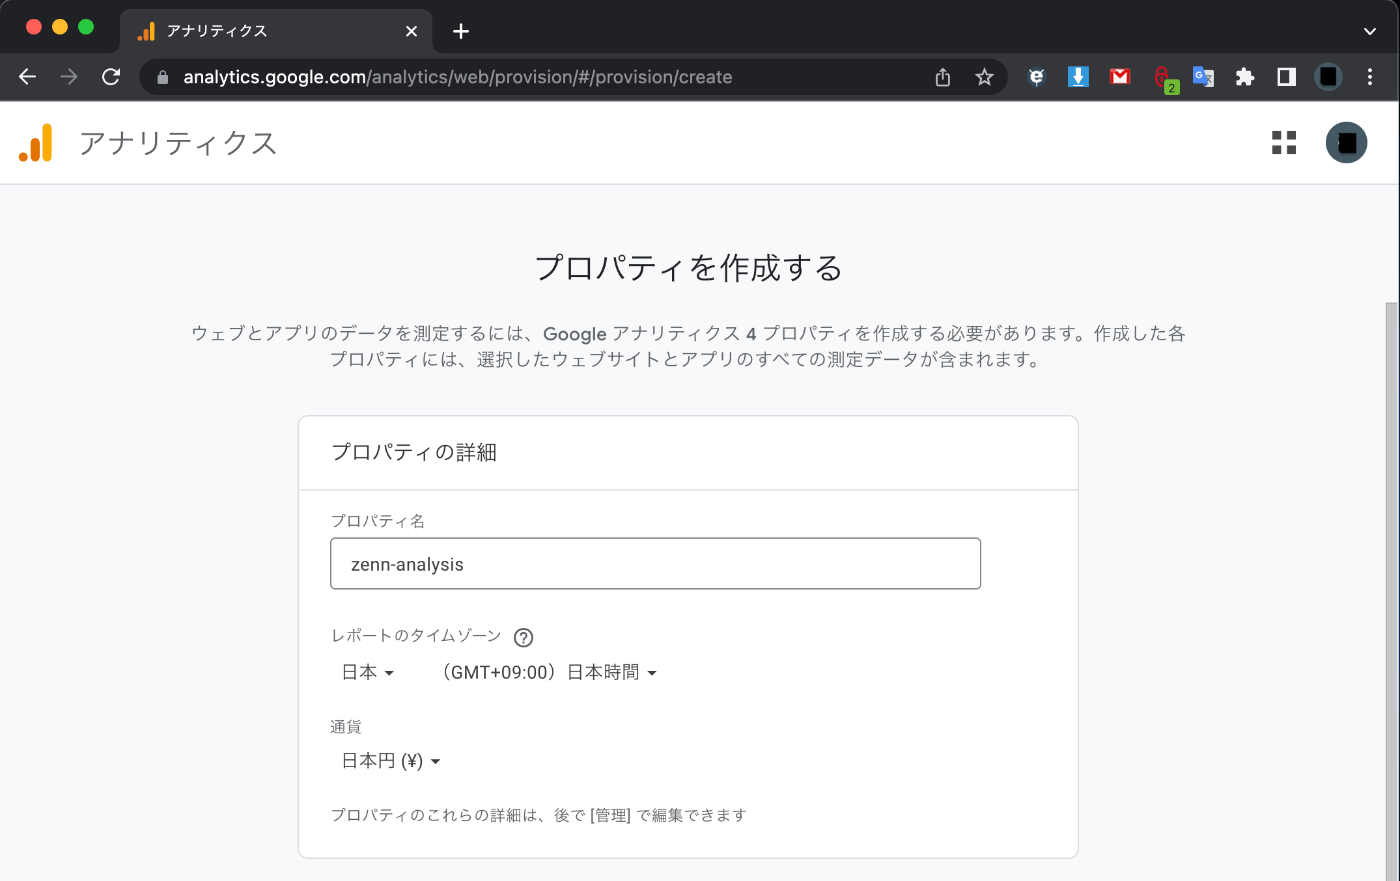 アナリティクス
analytics.google.com/analytics/web/provision/#/provision/create
2
アナリティクス
プロパティを作成する
ウェブとアプリのデータを測定するには、Google アナリティクス 4 プロパティを作成する必要があります。作成した各
プロパティには、選択したウェブサイトとアプリのすべての測定データが含まれます。
プロパティの詳細
プロパティ名
zenn-analysis
レポートのタイムゾーン
日本 (GMT+09:00) 日本時間
通貨
日本円 (¥)
プロパティのこれらの詳細は、後で [管理] で編集できます